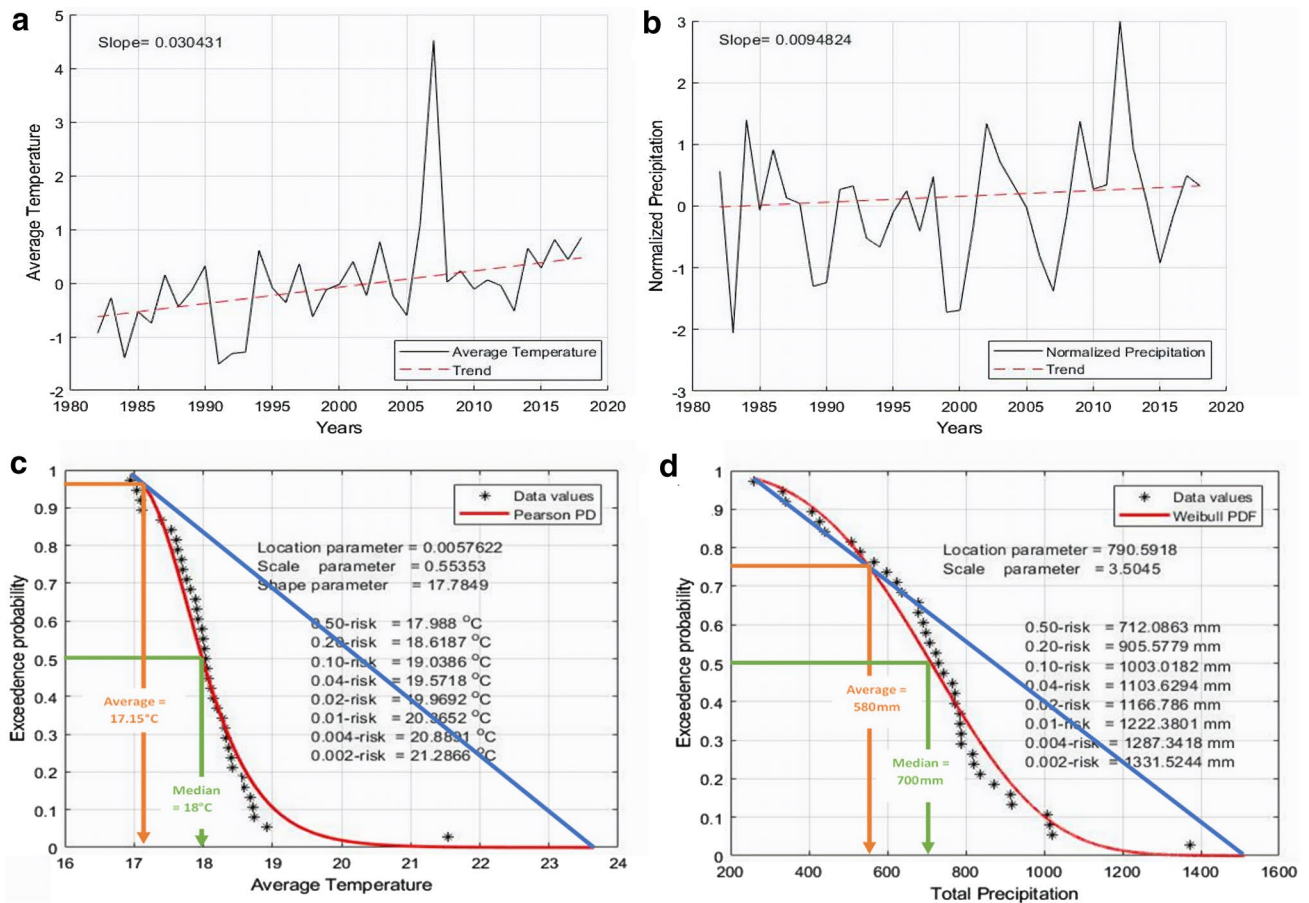 a
Slope= 0.030431
5
4
3
2
1
0
-1
-2
Average Temperature
Average Temperature
Trend
1980 1985 1990 1995 2000 2005 2010 2015 2020
Years
b
Slope= 0.0094824
3
2
1
0
-1
-2
-3
Normalized Precipitation
Normalized Precipitation
Trend
1980 1985 1990 1995 2000 2005 2010 2015 2020
Years
c
1
0.9
0.8
0.7
0.6
0.5
0.4
0.3
0.2
0.1
0
Exceedence probability
Data values
Pearson PD
Location parameter = 0.0057622
Scale parameter = 0.55353
Shape parameter = 17.7849
0.50-risk = 17.988 °C
0.20-risk = 18.6187 °C
0.10-risk = 19.0386 °C
0.04-risk = 19.5718 °C
0.02-risk = 19.9692 °C
0.01-risk = 20.3652 °C
0.004-risk = °C
0.002-risk = 21.2866 °C
Average =
17.15°C
Median
= 18°C
16 17 18 19 20 21 22 23 24
Average Temperature
d
1
.9
0.8
0.7
0.6
0.5
0.4
0.3
0.2
0.1
0
Exceedence probability
Data values
Weibull PDF
Location parameter = 790.5918
Scale parameter = 3.5045
0.50-risk = 712.0863 mm
0.20-risk = 905.5779 mm
0.10-risk = 1003.0182 mm
0.04-risk = 1103.6294 mm
0.02-risk = 1166.786 mm
0.01-risk = 1222.3801 mm
0.004-risk = 1287.3418 mm
0.002-risk = 1331.5244 mm
Average =
580mm
Median =
700mm
200 400 600 800 1000 1200 1400 1600
Total Precipitation